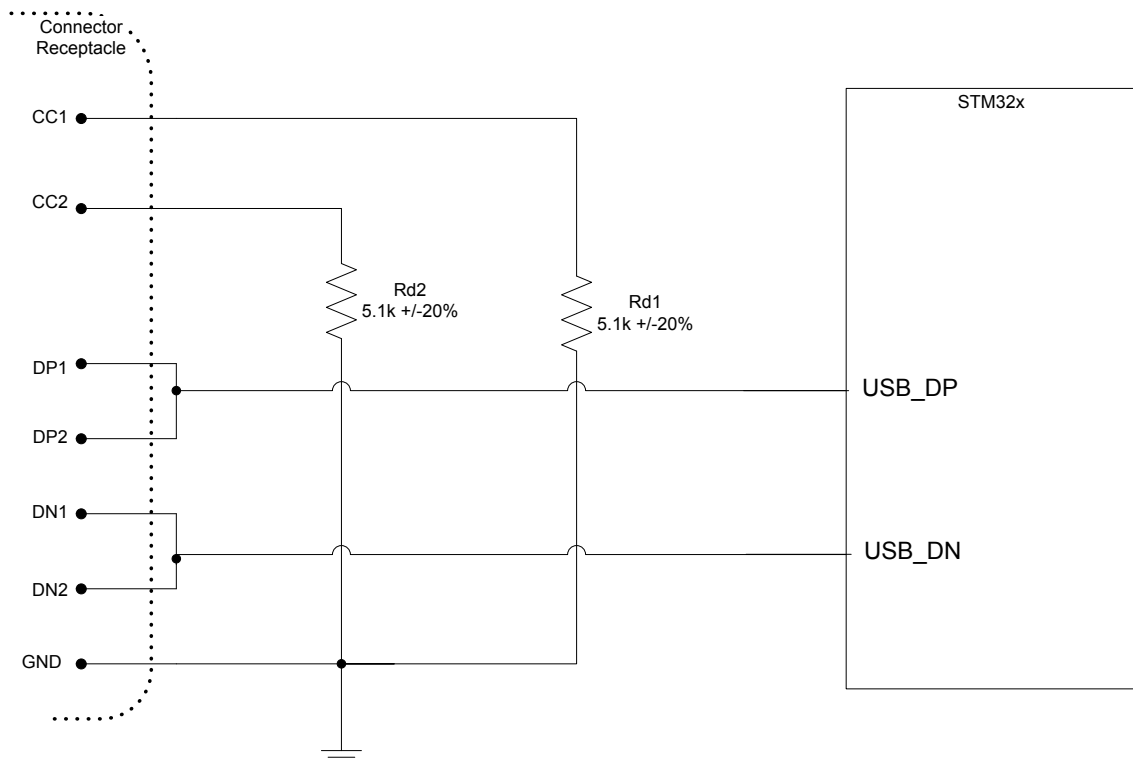 Connector
Receptacle
STM32x
CC1
CC2
Rd2
5.1k +/-20%
Rd1
5.1k +/-20%
DP1
USB_DP
DP2
DN1
USB_DN
DN2
GND